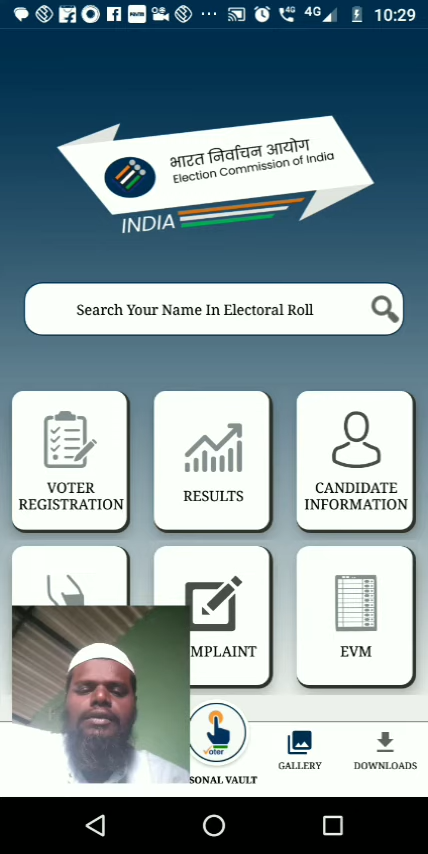 4G 10:29
भारत निर्वाचन आयोग
Election Commission of India
INDIA
Search Your Name In Electoral Roll
VOTER
REGISTRATION
RESULTS
CANDIDATE
INFORMATION
MPLAINT
EVM
Voter
SONAL VAULT
GALLERY
DOWNLOADS